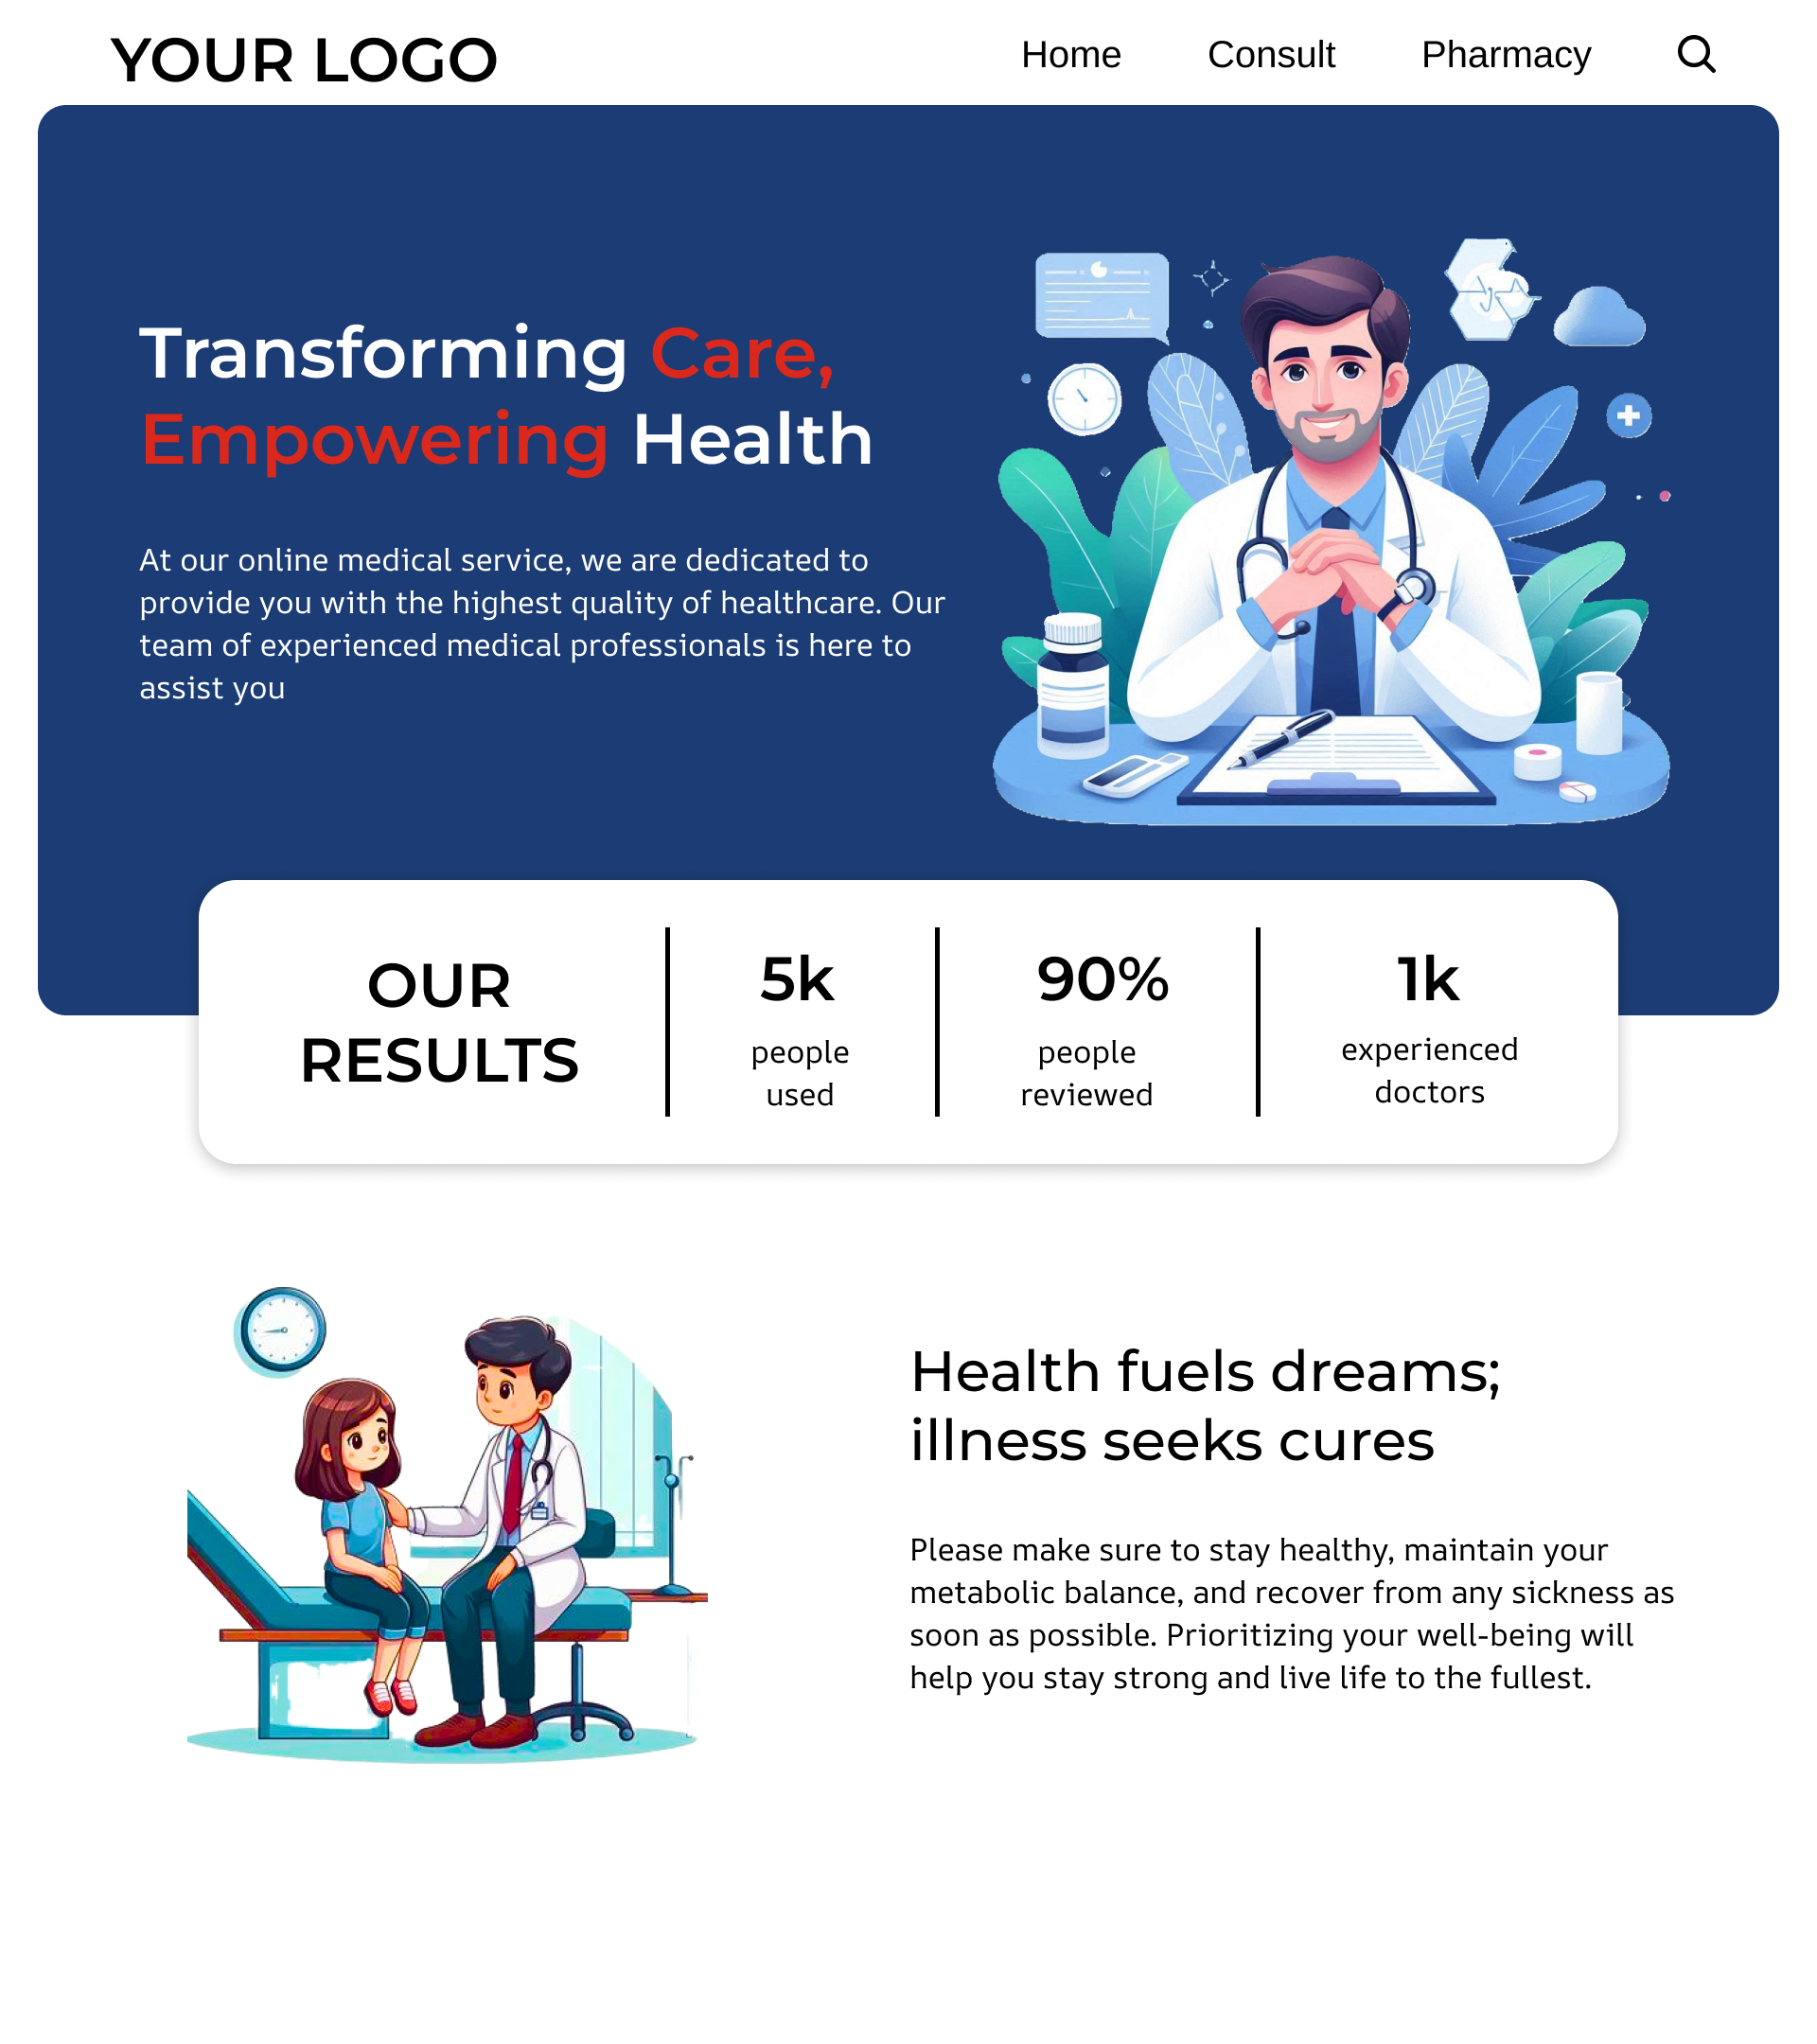 YOUR LOGO
Home Consult Pharmacy
Transforming Care,
Empowering Health
At our online medical service, we are dedicated to
provide you with the highest quality of healthcare. Our
team of experienced medical professionals is here to
assist you
OUR
RESULTS
5k
people
used
90%
people
reviewed
1k
experienced
doctors
Health fuels dreams;
illness seeks cures
Please make sure to stay healthy, maintain your
metabolic balance, and recover from any sickness as
soon as possible. Prioritizing your well-being will
help you stay strong and live life to the fullest.